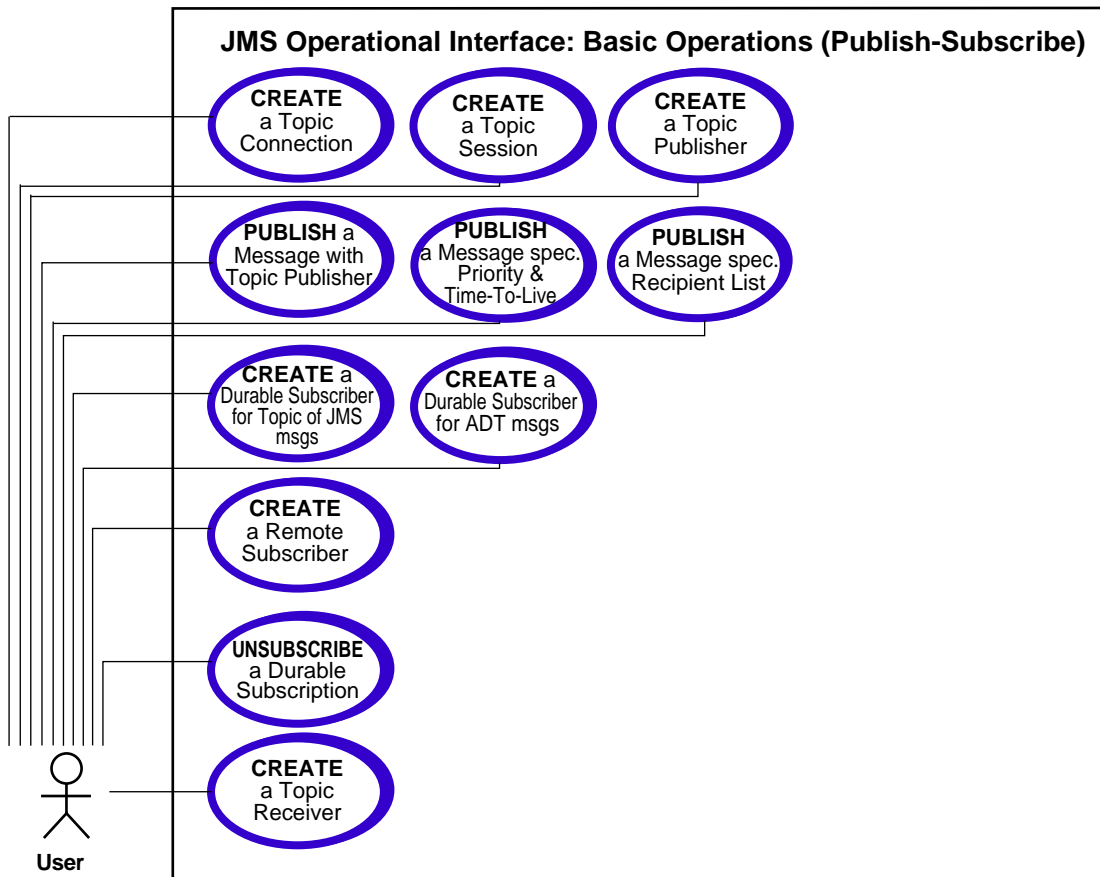 JMS Operational Interface: Basic Operations (Publish-Subscribe)
CREATE
a Topic
Connection
CREATE
a Topic
Session
CREATE
a Topic
Publisher
PUBLISH a
Message with
Topic Publisher
PUBLISH
a Message spec.
Priority &
Time-To-Live
PUBLISH
a Message spec.
Recipient List
CREATE a
Durable Subscriber
for Topic of JMS
msgs
CREATE a
Durable Subscriber
for ADT msgs
CREATE
a Remote
Subscriber
UNSUBSCRIBE
a Durable
Subscription
CREATE
a Topic
Receiver
User